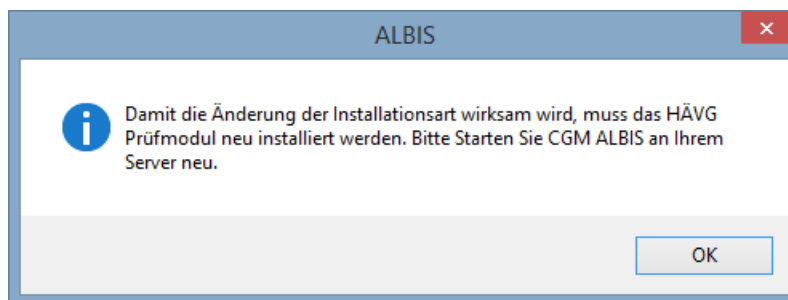 ALBIS
Damit die Änderung der Installationsart wirksam wird, muss das HÄVG
Prüfmodul neu installiert werden. Bitte Starten Sie CGM ALBIS an Ihrem
Server neu.
OK